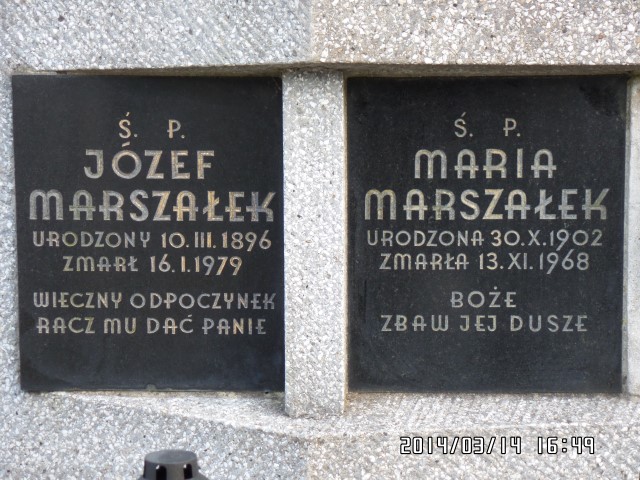 Ś. P.
JÓZEF
MARSZAŁEK
URODZONY 10.III.1896
ZMARŁ 16.I.1979
WIECZNY ODPOCZYNEK
RACZ MU DAĆ PANIE
Ś. P.
MARIA
MARSZAŁEK
URODZONA 30.X.1902
ZMARŁA 13.XI.1968
BOŻE
ZBAW JEJ DUSZE
2014/03/14 16:49